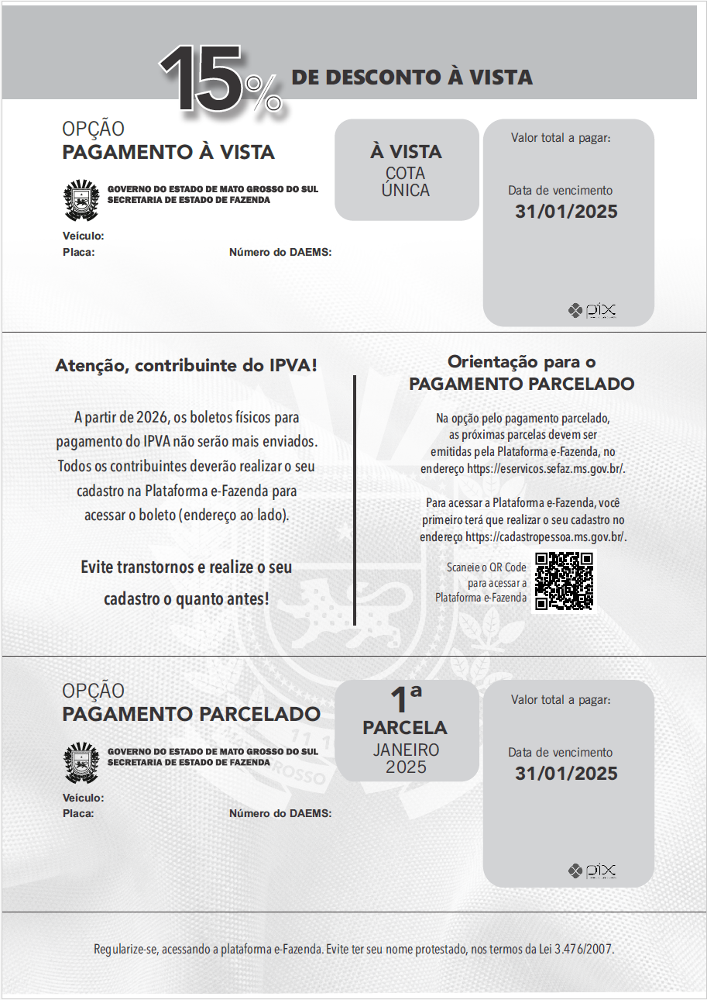 15% DE DESCONTO À VISTA
OPÇÃO
PAGAMENTO À VISTA
GOVERNO DO ESTADO DE MATO GROSSO DO SUL
SECRETARIA DE ESTADO DE FAZENDA
Veículo:
Placa:
Número do DAEMS:
À VISTA
COTA
ÚNICA
Valor total a pagar:
Data de vencimento
31/01/2025
pix
Atenção, contribuinte do IPVA!
A partir de 2026, os boletos físicos para
pagamento do IPVA não serão mais enviados.
Todos os contribuintes deverão realizar o seu
cadastro na Plataforma e-Fazenda para
acessar o boleto (endereço ao lado).
Evite transtornos e realize o seu
cadastro o quanto antes!
Orientação para o
PAGAMENTO PARCELADO
Na opção pelo pagamento parcelado,
as próximas parcelas devem ser
emitidas pela Plataforma e-Fazenda, no
endereço https://eservicos.sefaz.ms.gov.br/.
Para acessar a Plataforma e-Fazenda, você
primeiro terá que realizar o seu cadastro no
endereço https://cadastropessoa.ms.gov.br/.
Scaneie o QR Code
para acessar a
Plataforma e-Fazenda
OPÇÃO
PAGAMENTO PARCELADO
GOVERNO DO ESTADO DE MATO GROSSO DO SUL
SECRETARIA DE ESTADO DE FAZENDA
Veículo:
Placa:
Número do DAEMS:
1ª
PARCELA
JANEIRO
2025
Valor total a pagar:
Data de vencimento
31/01/2025
pix
Regularize-se, acessando a plataforma e-Fazenda. Evite ter seu nome protestado, nos termos da Lei 3.476/2007.